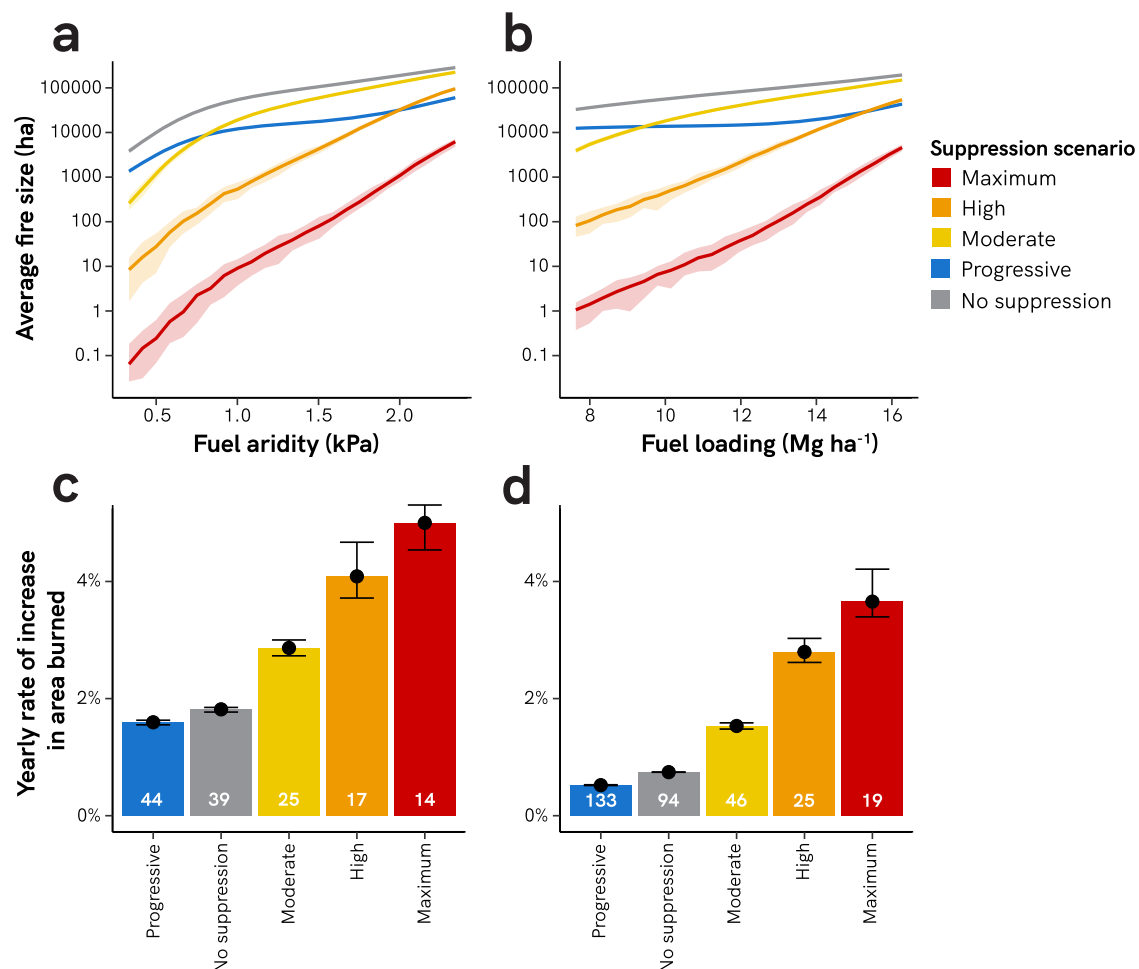 a
b
100000
10000
1000
100
10
1
0.1
Average fire size (ha)
0.5
1.0
1.5
2.0
Fuel aridity (kPa)
100000
10000
1000
100
10
1
0.1
8
10
12
14
16
Fuel loading (Mg ha⁻¹)
Suppression scenario
Maximum
High
Moderate
Progressive
No suppression
c
d
Yearly rate of increase
in area burned
4%
2%
0%
44
39
25
17
14
Progressive
No suppression
Moderate
High
Maximum
4%
2%
0%
133
94
46
25
19
Progressive
No suppression
Moderate
High
Maximum